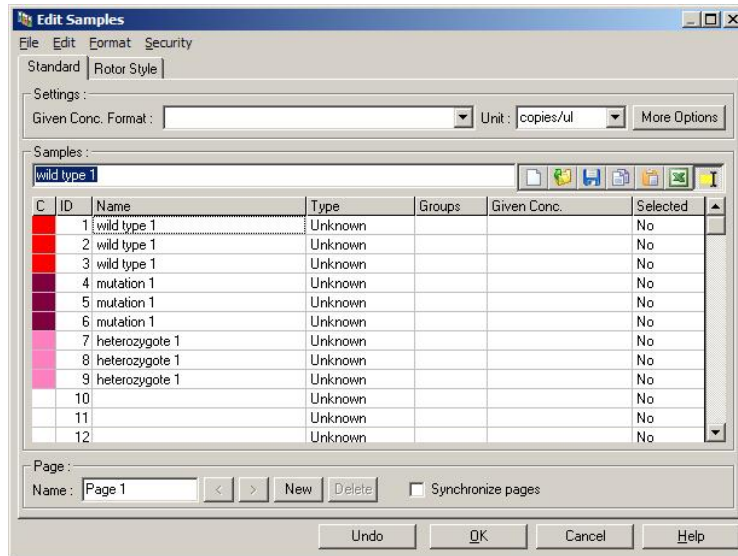 Edit Samples
File Edit Format Security
Standard Rotor Style
Settings :
Given Conc. Format : Unit : copies/ul More Options
Samples :
wild type 1
C ID Name Type Groups Given Conc. Selected
1 wild type 1 Unknown No
2 wild type 1 Unknown No
3 wild type 1 Unknown No
4 mutation 1 Unknown No
5 mutation 1 Unknown No
6 mutation 1 Unknown No
7 heterozygote 1 Unknown No
8 heterozygote 1 Unknown No
9 heterozygote 1 Unknown No
10 Unknown No
11 Unknown No
12 Unknown No
Page :
Name : Page 1 < > New Delete Synchronize pages
Undo OK Cancel Help